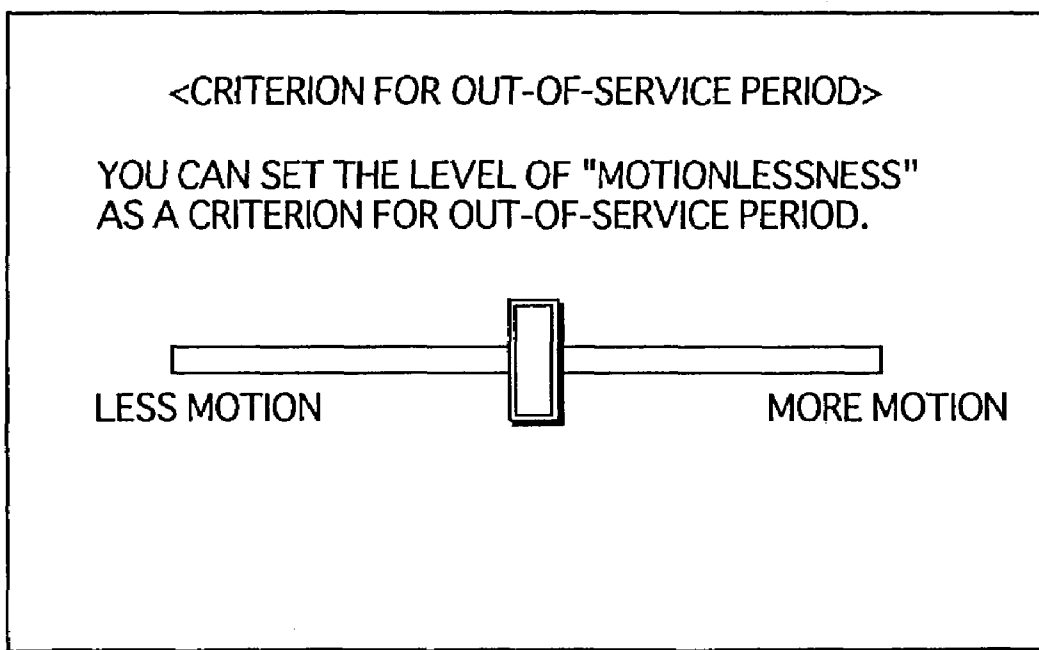 <CRITERION FOR OUT-OF-SERVICE PERIOD>
YOU CAN SET THE LEVEL OF "MOTIONLESSNESS"
AS A CRITERION FOR OUT-OF-SERVICE PERIOD.
LESS MOTION
MORE MOTION